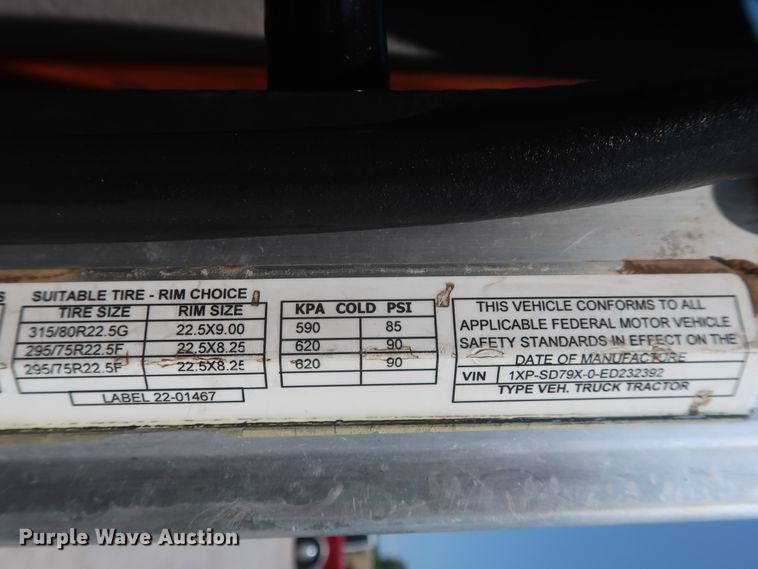 SUITABLE TIRE - RIM CHOICE
TIRE SIZE RIM SIZE
315/80R22.5G 22.5X9.00
295/75R22.5F 22.5X8.25
295/75R22.5F 22.5X8.25
LABEL 22-01467
KPA COLD PSI
590 85
620 90
620 90
THIS VEHICLE CONFORMS TO ALL
APPLICABLE FEDERAL MOTOR VEHICLE
SAFETY STANDARDS IN EFFECT ON THE
DATE OF MANUFACTURE
VIN 1XP-SD79X-0-ED232392
TYPE VEH. TRUCK TRACTOR
Purple Wave Auction